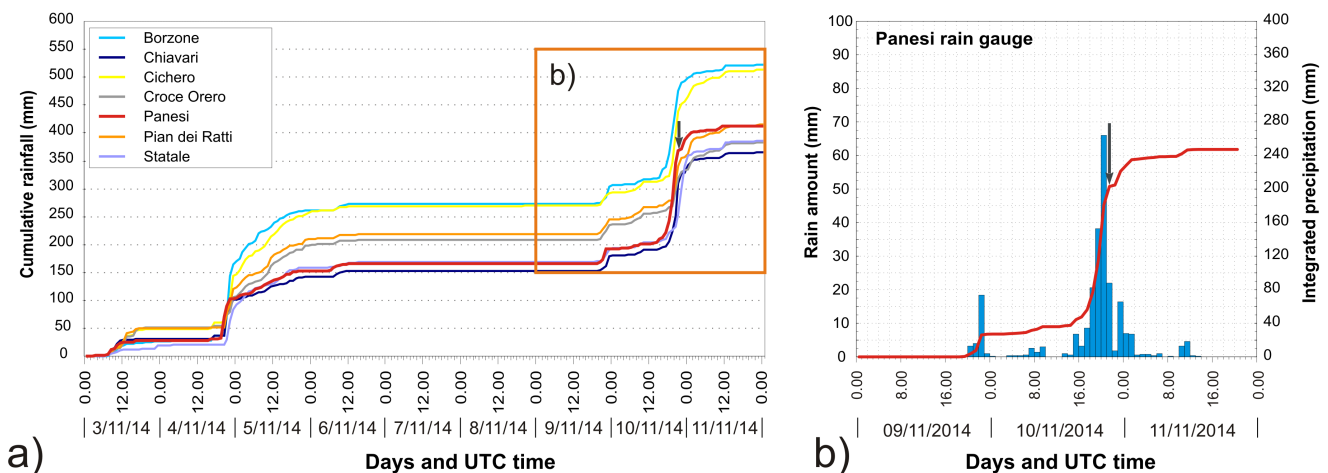 600
550
500
450
400
350
300
250
200
150
100
50
0
Cumulative rainfall (mm)
Borzone
Chiavari
Cichero
Croce Orero
Panesi
Pian dei Ratti
Statale
b)
0.00 12.00 0.00 12.00 0.00 12.00 0.00 12.00 0.00 12.00 0.00 12.00 0.00 12.00 0.00 12.00 0.00 12.00 0.00
3/11/14 4/11/14 5/11/14 6/11/14 7/11/14 8/11/14 9/11/14 10/11/14 11/11/14
a)
Days and UTC time
Panesi rain gauge
100
90
80
70
60
50
40
30
20
10
0
Rain amount (mm)
400
360
320
280
240
200
160
120
80
40
0
Integrated precipitation (mm)
0.00 8.00 16.00 0.00 8.00 16.00 0.00 8.00 16.00 0.00
09/11/2014 10/11/2014 11/11/2014
b)
Days and UTC time